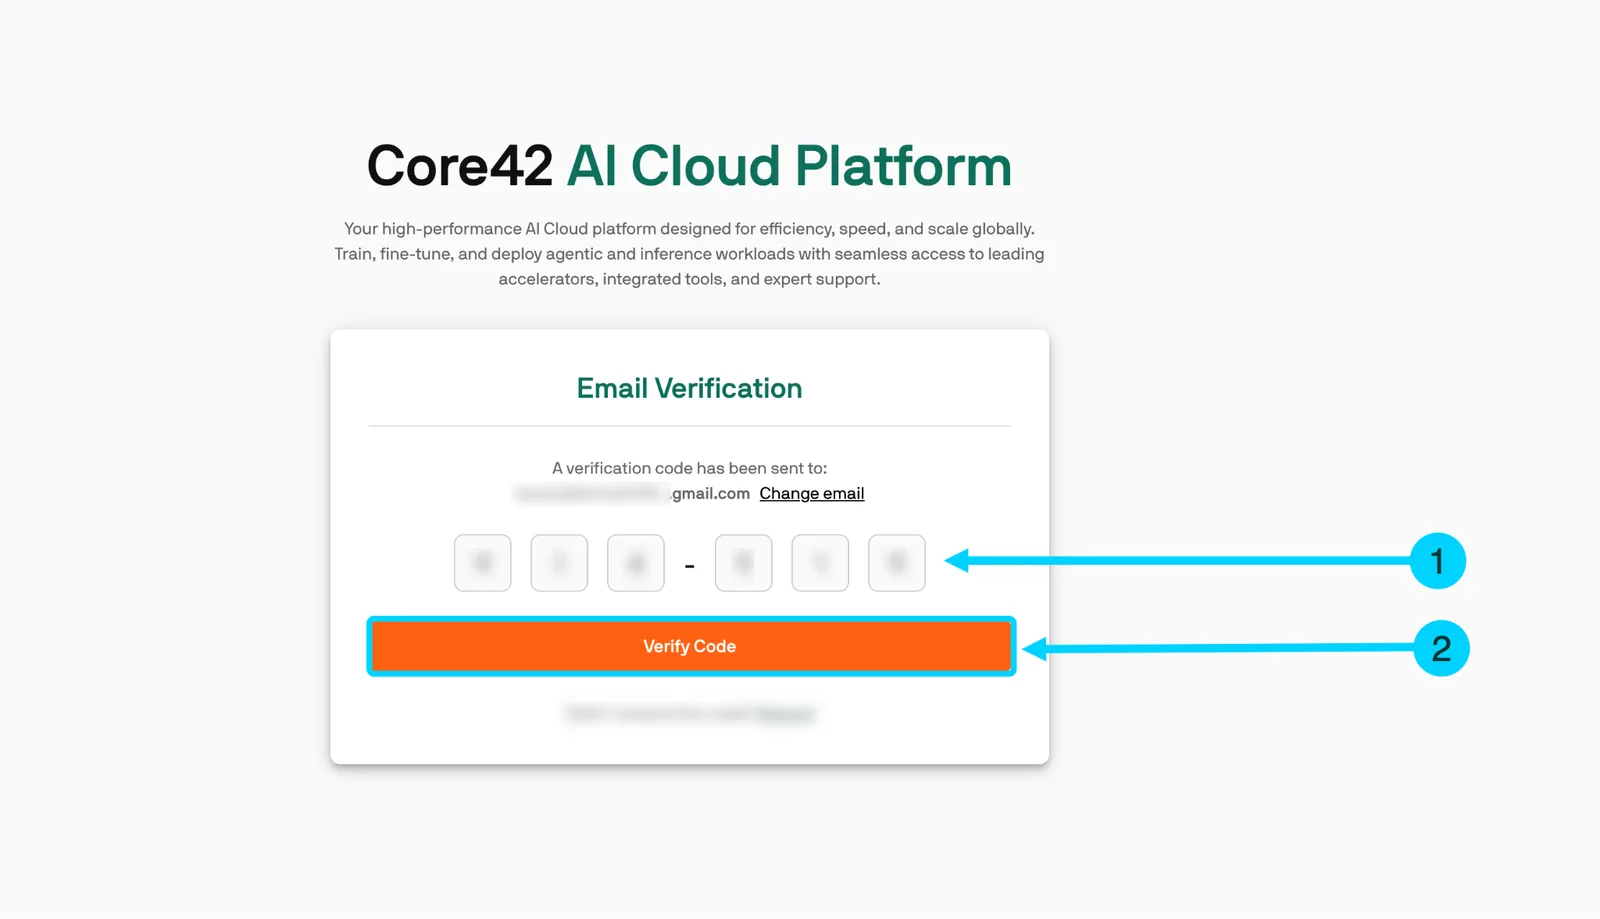 Core42 AI Cloud Platform
Your high-performance AI Cloud platform designed for efficiency, speed, and scale globally.
Train, fine-tune, and deploy agentic and inference workloads with seamless access to leading
accelerators, integrated tools, and expert support.
Email Verification
A verification code has been sent to:
.gmail.com Change email
-
1
Verify Code
2